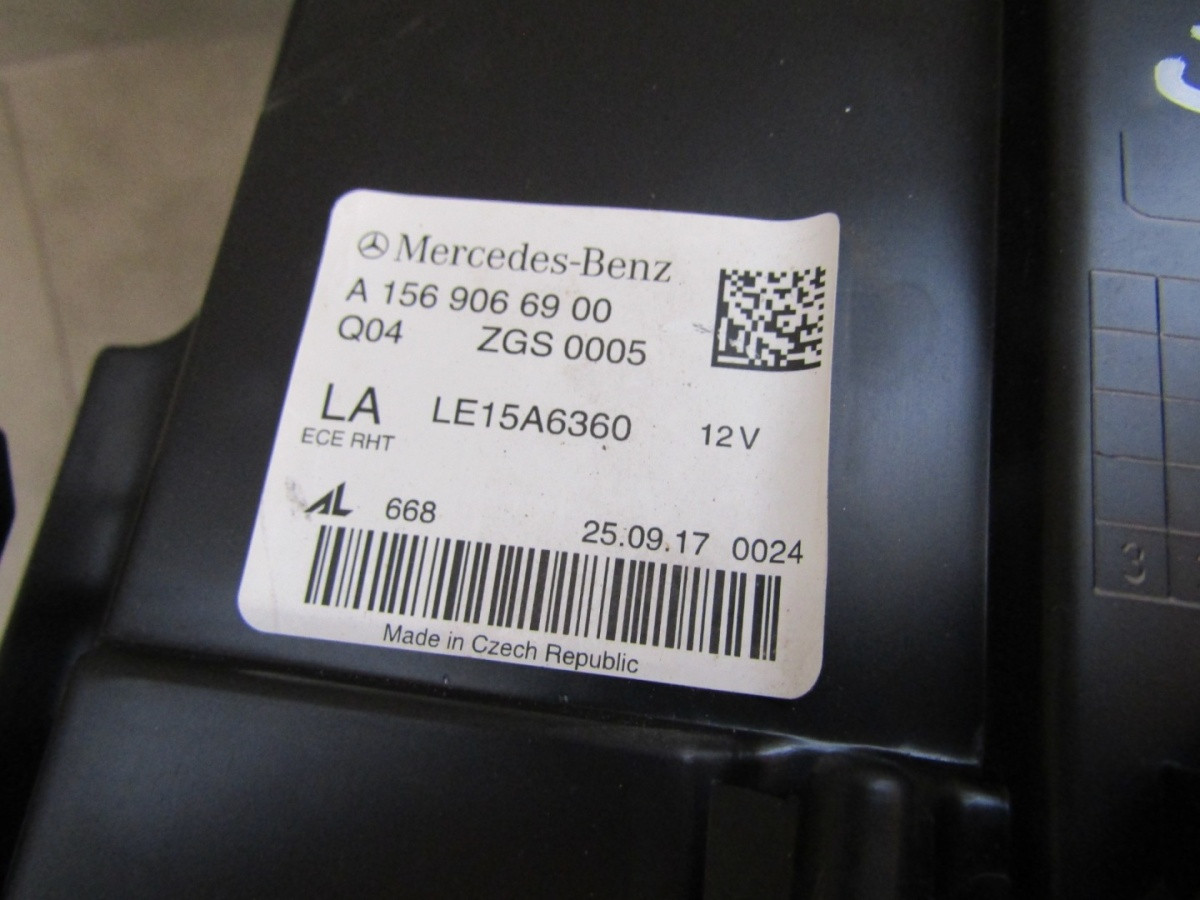 Mercedes-Benz
A 156 906 69 00
Q04 ZGS 0005
LA LE15A6360 12V
ECE RHT
AL 668 25.09.17 0024
Made in Czech Republic
3